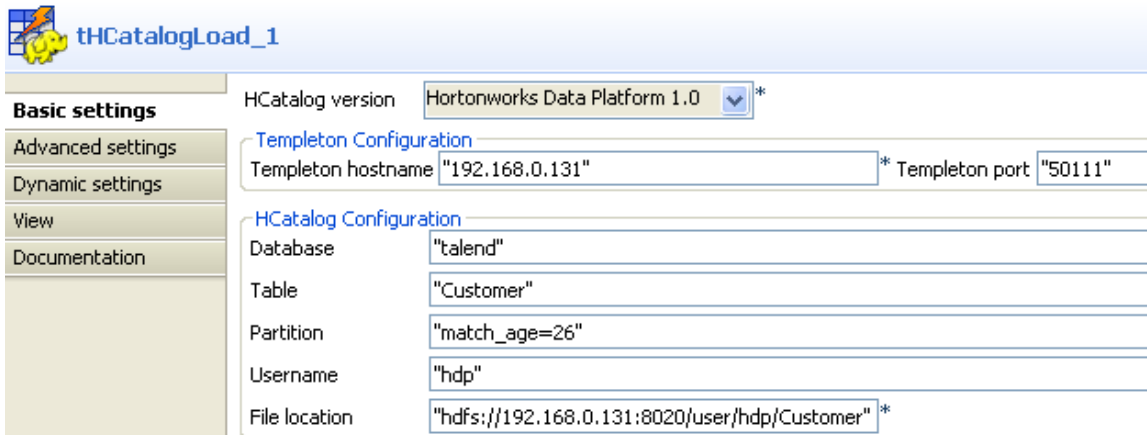 tHCatalogLoad_1
Basic settings
Advanced settings
Dynamic settings
View
Documentation
HCatalog version Hortonworks Data Platform 1.0 *
Templeton Configuration
Templeton hostname "192.168.0.131" * Templeton port "50111"
HCatalog Configuration
Database "talend"
Table "Customer"
Partition "match_age=26"
Username "hdp"
File location "hdfs://192.168.0.131:8020/user/hdp/Customer" *